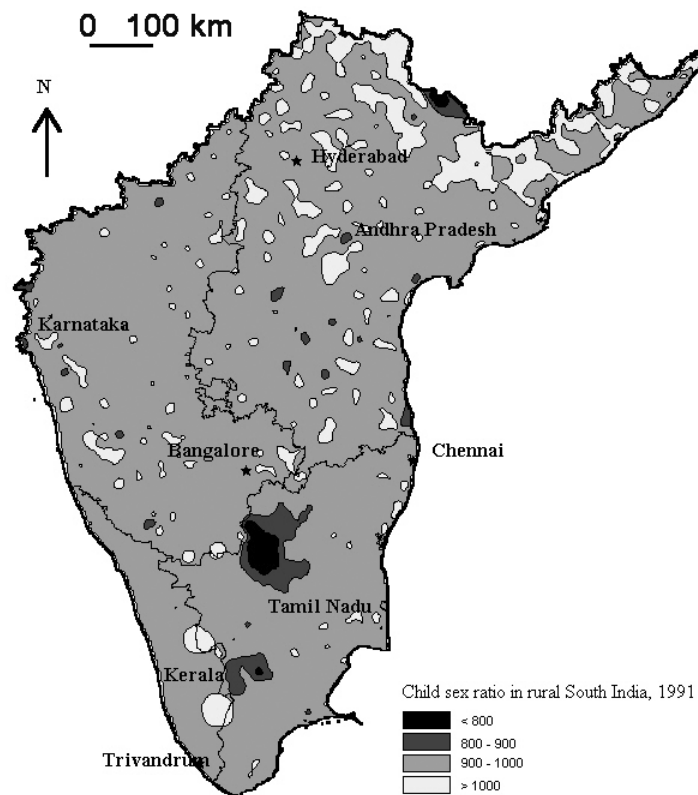 0 100 km
N
Hyderabad
Andhra Pradesh
Karnataka
Bangalore
Chennai
Tamil Nadu
Kerala
Trivandrum
Child sex ratio in rural South India, 1991
< 800
800 - 900
900 - 1000
> 1000